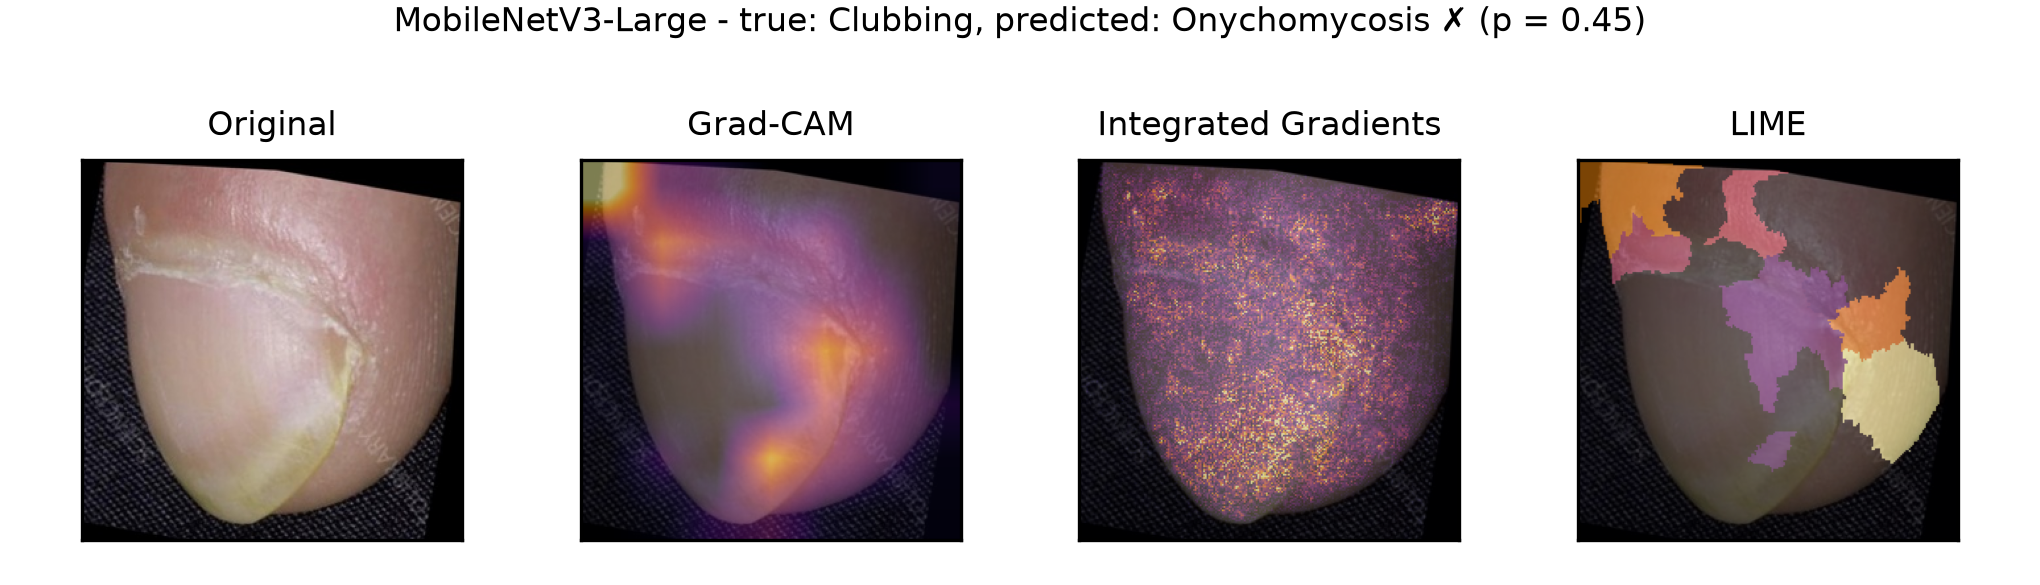 MobileNetV3-Large - true: Clubbing, predicted: Onychomycosis ✗ (p = 0.45)
Original
Grad-CAM
Integrated Gradients
LIME